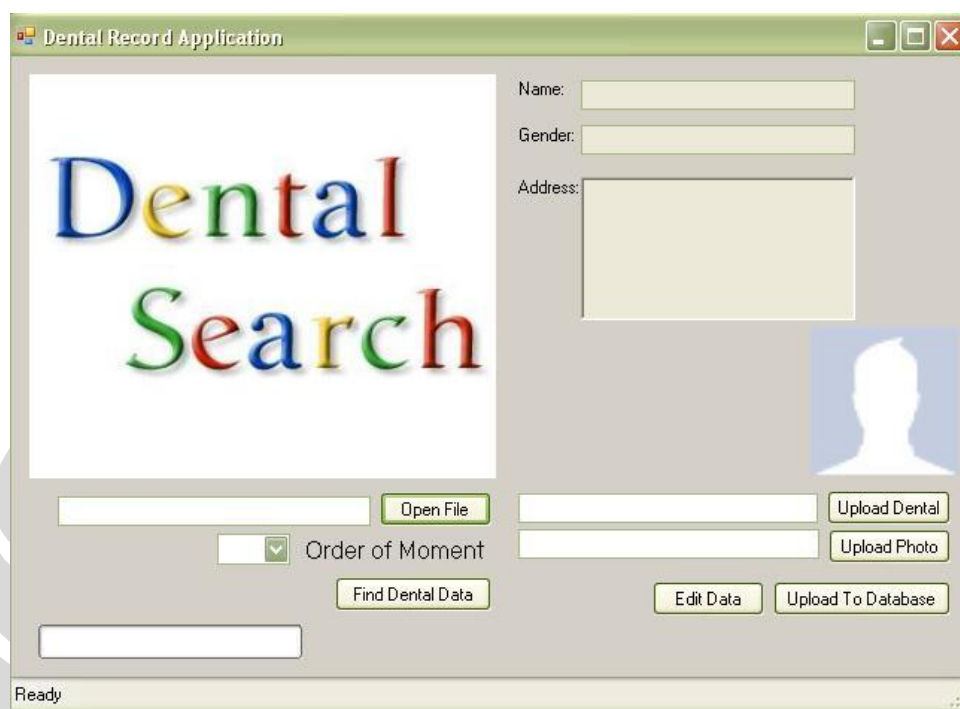 Dental Record Application
Dental
Search
Name:
Gender:
Address:
Open File
Order of Moment
Find Dental Data
Upload Dental
Upload Photo
Edit Data
Upload To Database
Ready